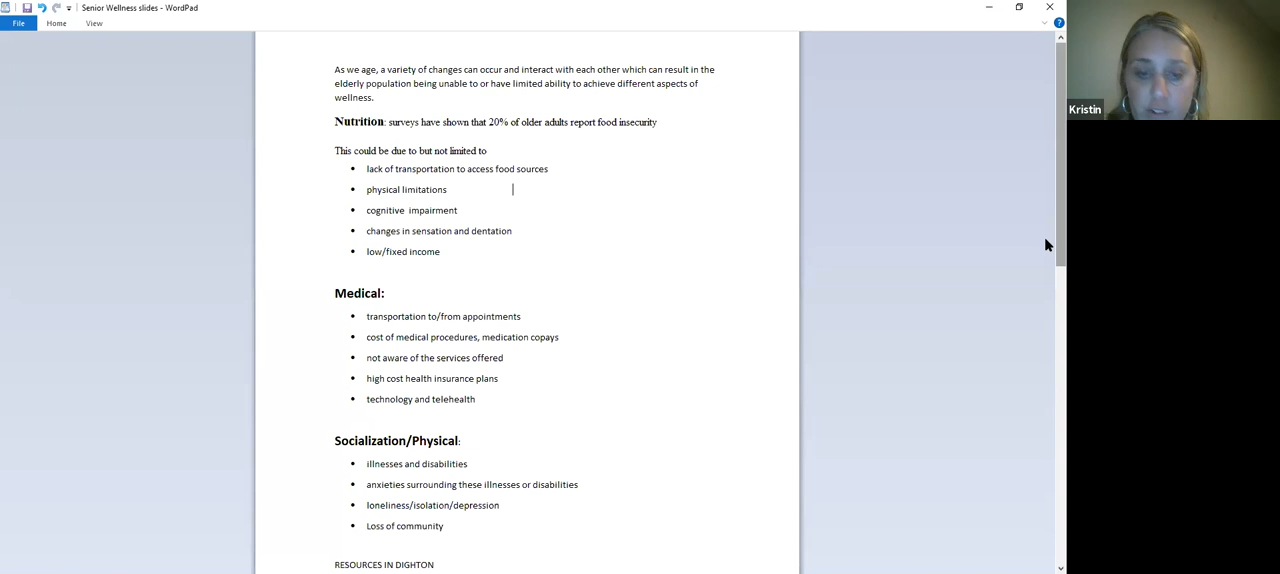 Senior Wellness slides - WordPad
File Home View
As we age, a variety of changes can occur and interact with each other which can result in the
elderly population being unable to or have limited ability to achieve different aspects of
wellness.
Nutrition: surveys have shown that 20% of older adults report food insecurity
This could be due to but not limited to
• lack of transportation to access food sources
• physical limitations
• cognitive  impairment
• changes in sensation and dentation
• low/fixed income
Medical:
• transportation to/from appointments
• cost of medical procedures, medication copays
• not aware of the services offered
• high cost health insurance plans
• technology and telehealth
Socialization/Physical:
• illnesses and disabilities
• anxieties surrounding these illnesses or disabilities
• loneliness/isolation/depression
• Loss of community
RESOURCES IN DIGHTON
Kristin